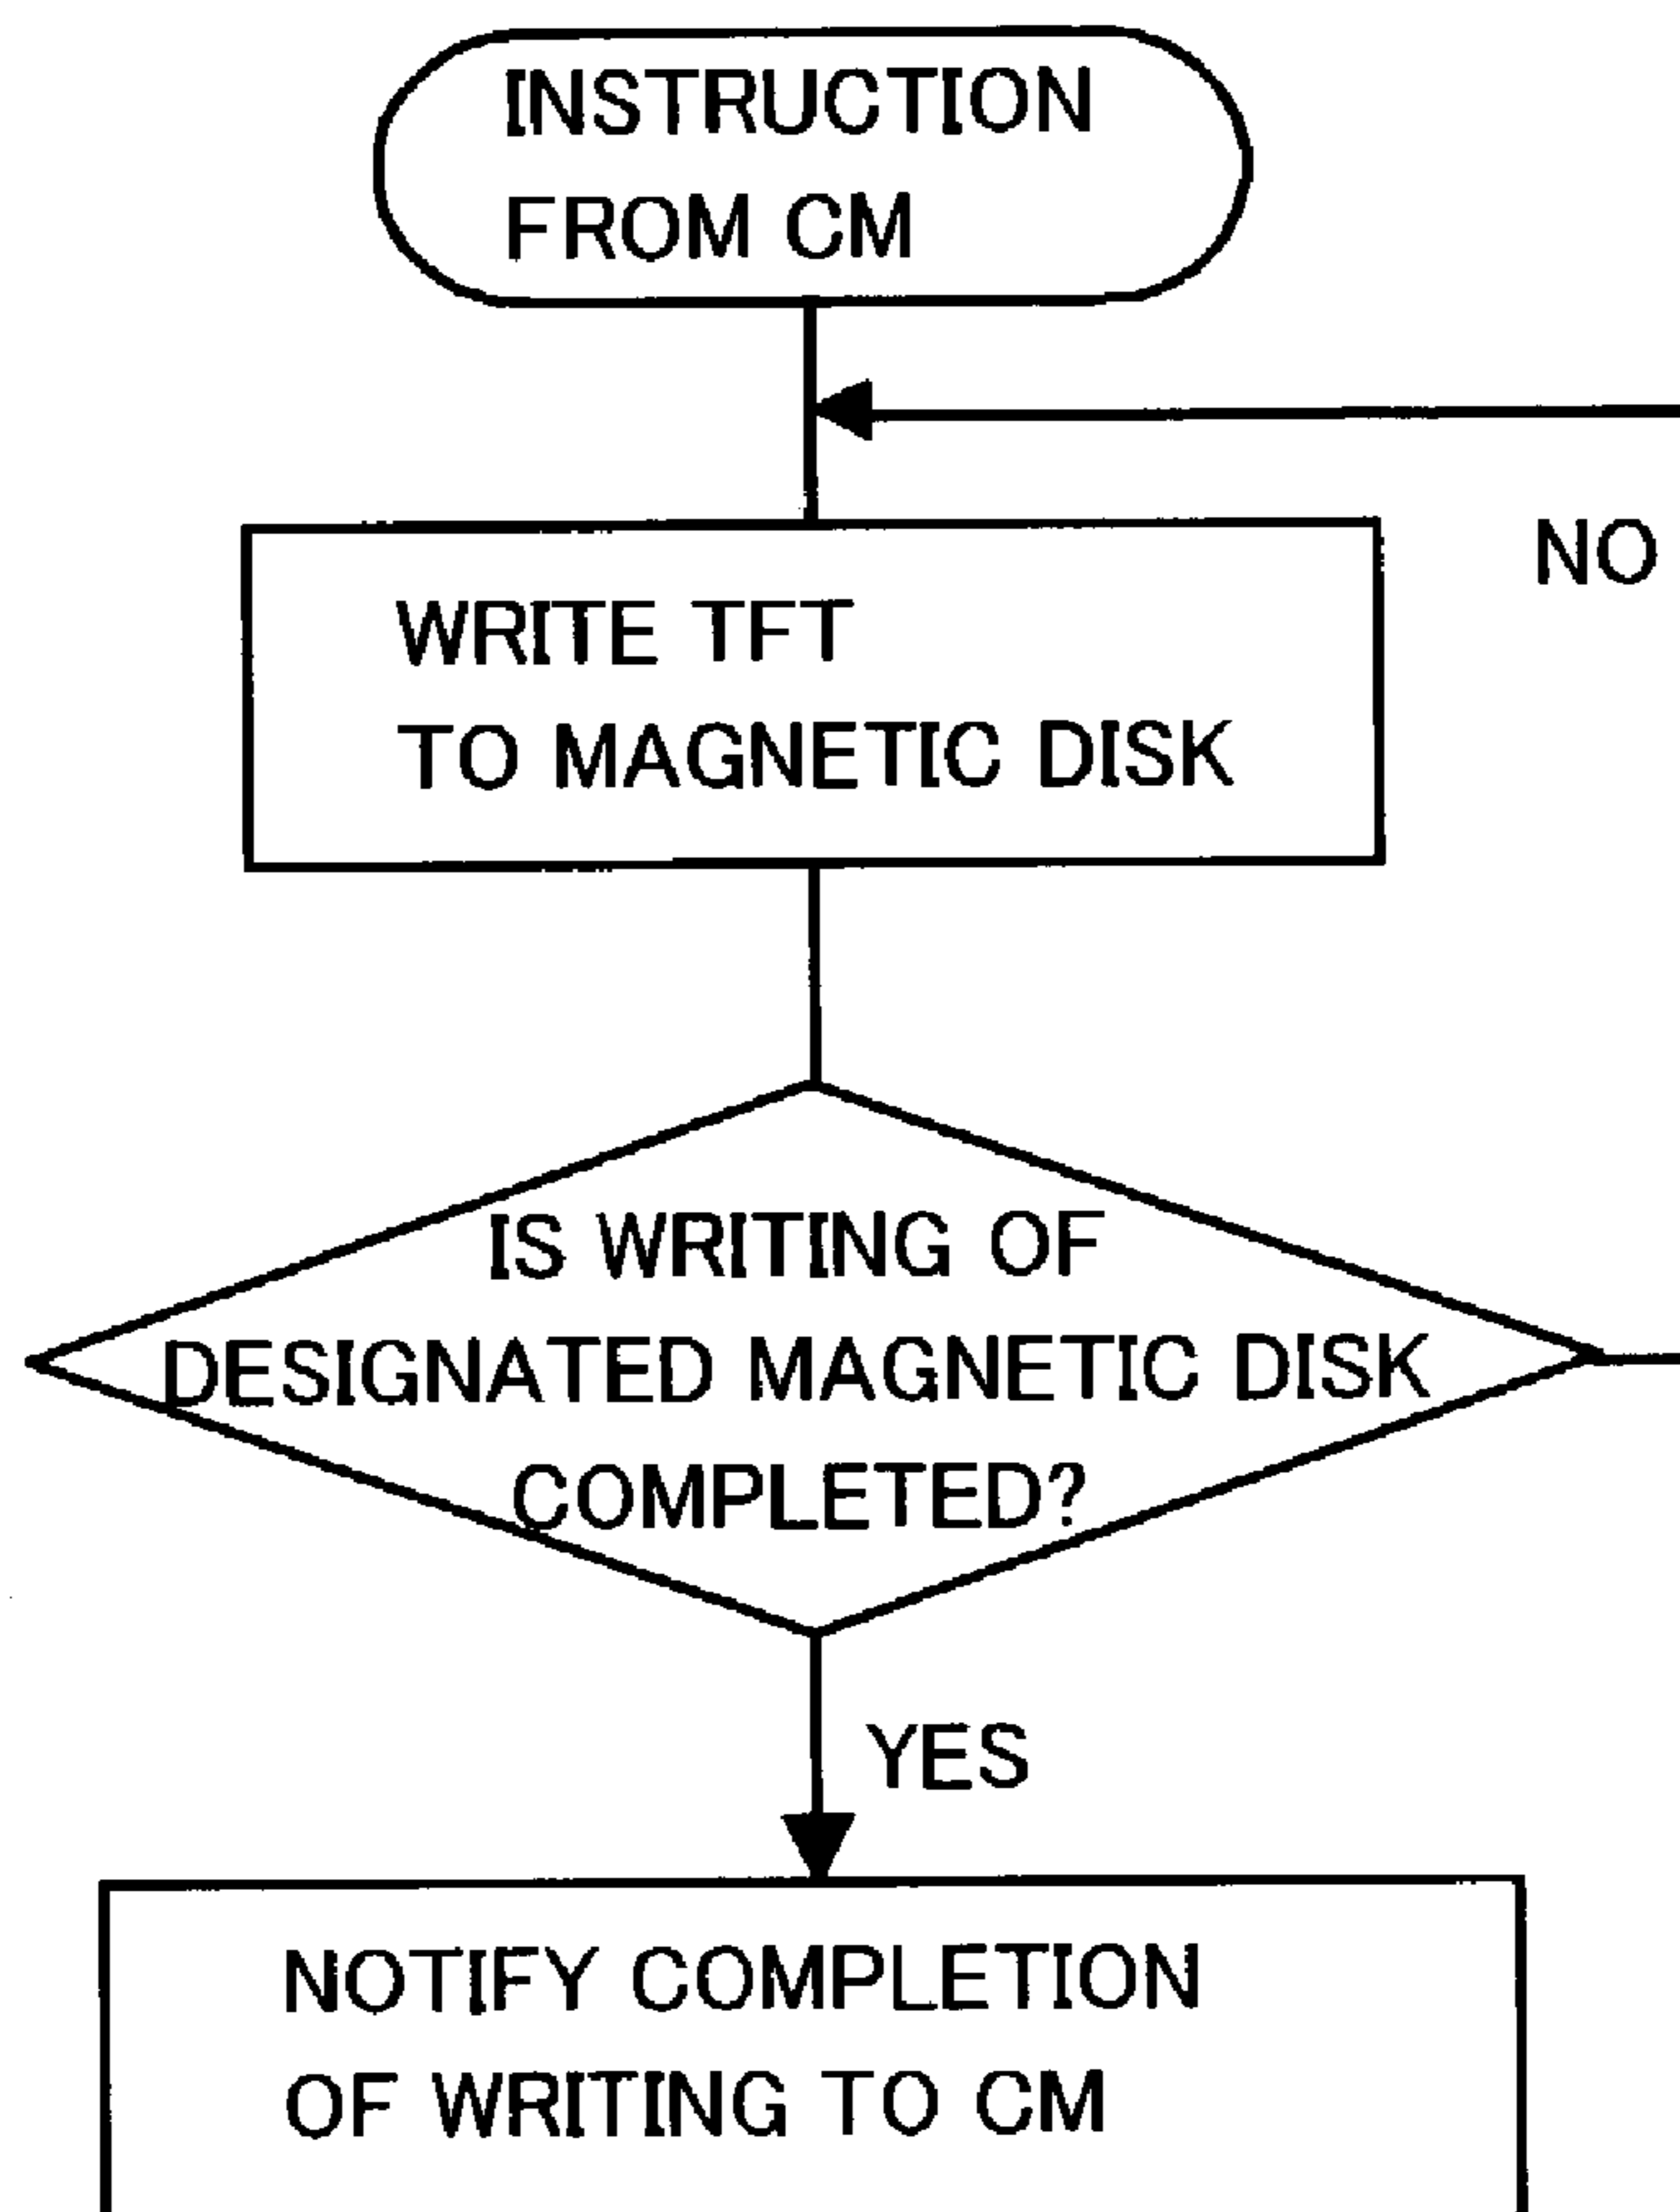 INSTRUCTION
FROM CM
NO
WRITE TFT
TO MAGNETIC DISK
IS WRITING OF
DESIGNATED MAGNETIC DISK
COMPLETED?
YES
NOTIFY COMPLETION
OF WRITING TO CM